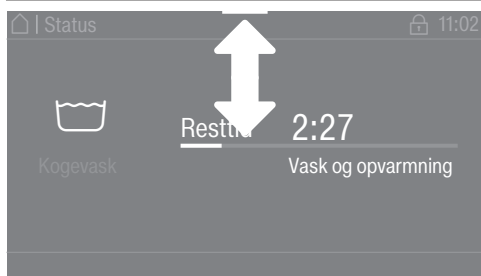 | Status 11:02
Resttid 2:27
Kogevask Vask og opvarmning